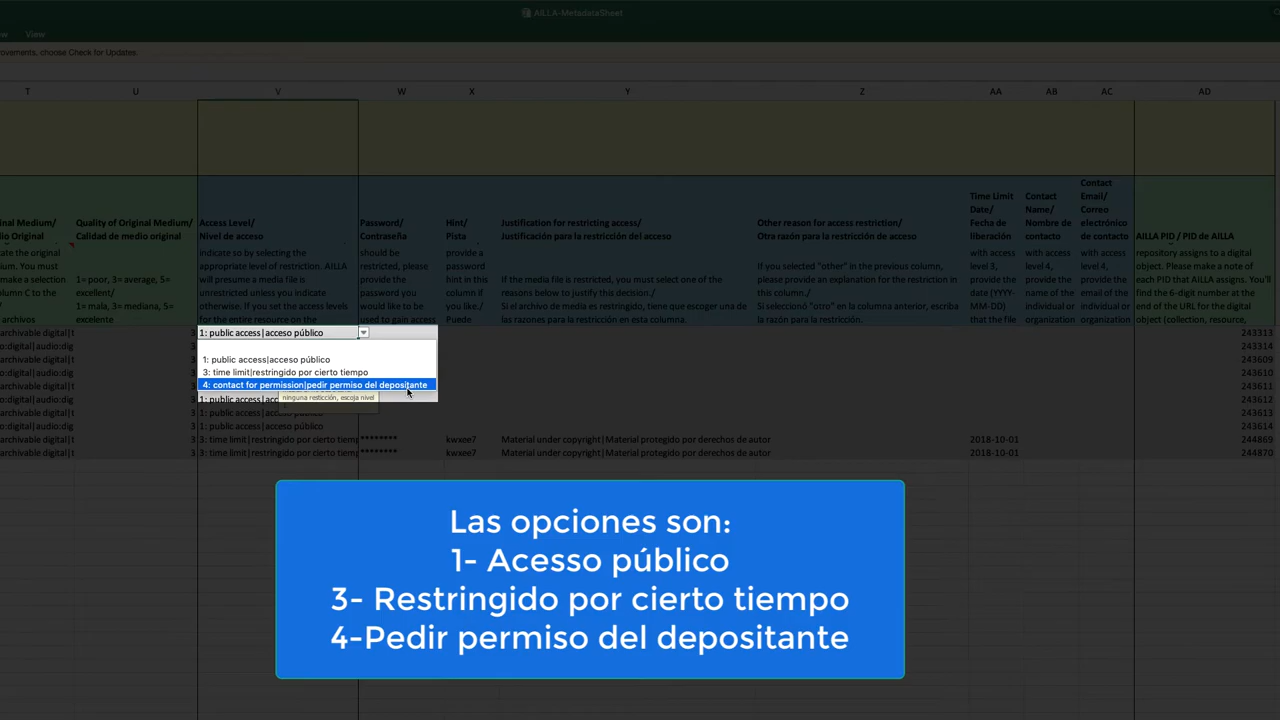 AILLA-MetadataSheet
View
ovements, choose Check for Updates.
T U V W X Y Z AA AB AC AD
inal Medium/
lio Original
ate the original
ium. You must
make a selection
olumn C to the
archivos
Quality of Original Medium/
Calidad de medio original
1= poor, 3= average, 5=
excellent/
1= mala, 3= mediana, 5=
excelente
Access Level/
Nivel de acceso
indicate so by selecting the
appropriate level of restriction. AILLA
will presume a media file is
unrestricted unless you indicate
otherwise. If you set the access levels
for the entire resource on the
Password/
Contraseña
should be
restricted, please
provide the
password you
would like to be
used to gain access
Hint/
Pista
you provide a
password
hint in this
column if
you like./
Puede
Justification for restricting access/
Justificación para la restricción del acceso
If the media file is restricted, you must select one of the
reasons below to justify this decision./
Si el archivo de medio es restringido, tiene que escoger una de
las razones para la restricción en esta columna.
Other reason for access restriction/
Otra razón para la restricción de acceso
If you selected "other" in the previous column,
please provide an explanation for the restriction
in this column./
Si seleccionó "otro" en la columna anterior, escriba
la razón para la restricción.
Time Limit
Date/
Fecha de
liberación
with access
level 3,
provide the
date (YYYY-
MM-DD)
that the file
Contact
Name/
Nombre de
contacto
with access
level 4,
provide the
name of the
individual or
organization
Contact
Email/
Correo
electrónico
de contacto
with access
level 4,
provide the
email of the
individual or
organization
AILLA PID / PID de AILLA
repository assigns to a digital
object. Please make a note of
each PID that AILLA assigns. You'll
find the 6-digit number at the
end of the URL for the digital
object (collection, resource,
archivable digital|t 3 1: public access|acceso público 243313
o:digital|audio:dig 3 243609
archivable digital|t 3 1: public access|acceso público 243610
o:digital|audio:dig 3 3: time limit|restringido por cierto tiempo 243611
o:digital|audio:dig 3 4: contact for permission|pedir permiso del depositante 243612
ninguna resticción, escoja nivel
1: public acc
archivable digital|t 3 1: public access|acceso público 243613
o:digital|audio:dig 3 1: public access|acceso público 243614
archivable digital|t 3 3: time limit|restringido por cierto tiemp ******** kwxee7 Material under copyright|Material protegido por derechos de autor 2018-10-01 244869
archivable digital|t 3 3: time limit|restringido por cierto tiemp ******** kwxee7 Material under copyright|Material protegido por derechos de autor 2018-10-01 244870
Las opciones son:
1- Acesso público
3- Restringido por cierto tiempo
4-Pedir permiso del depositante